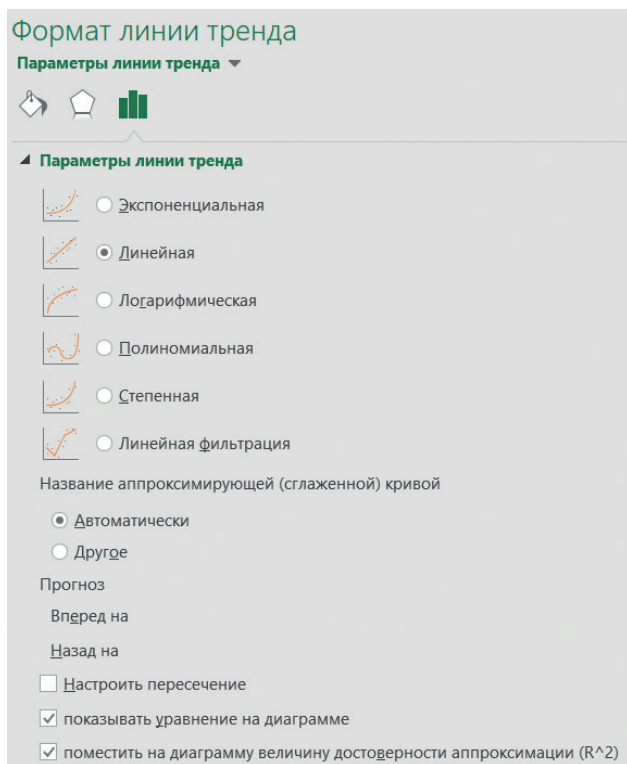 Формат линии тренда
Параметры линии тренда
Параметры линии тренда
Экспоненциальная
Линейная
Логарифмическая
Полиномиальная
Степенная
Линейная фильтрация
Название аппроксимирующей (сглаженной) кривой
Автоматически
Другое
Прогноз
Вперед на
Назад на
Настроить пересечение
показывать уравнение на диаграмме
поместить на диаграмму величину достоверности аппроксимации (R^2)